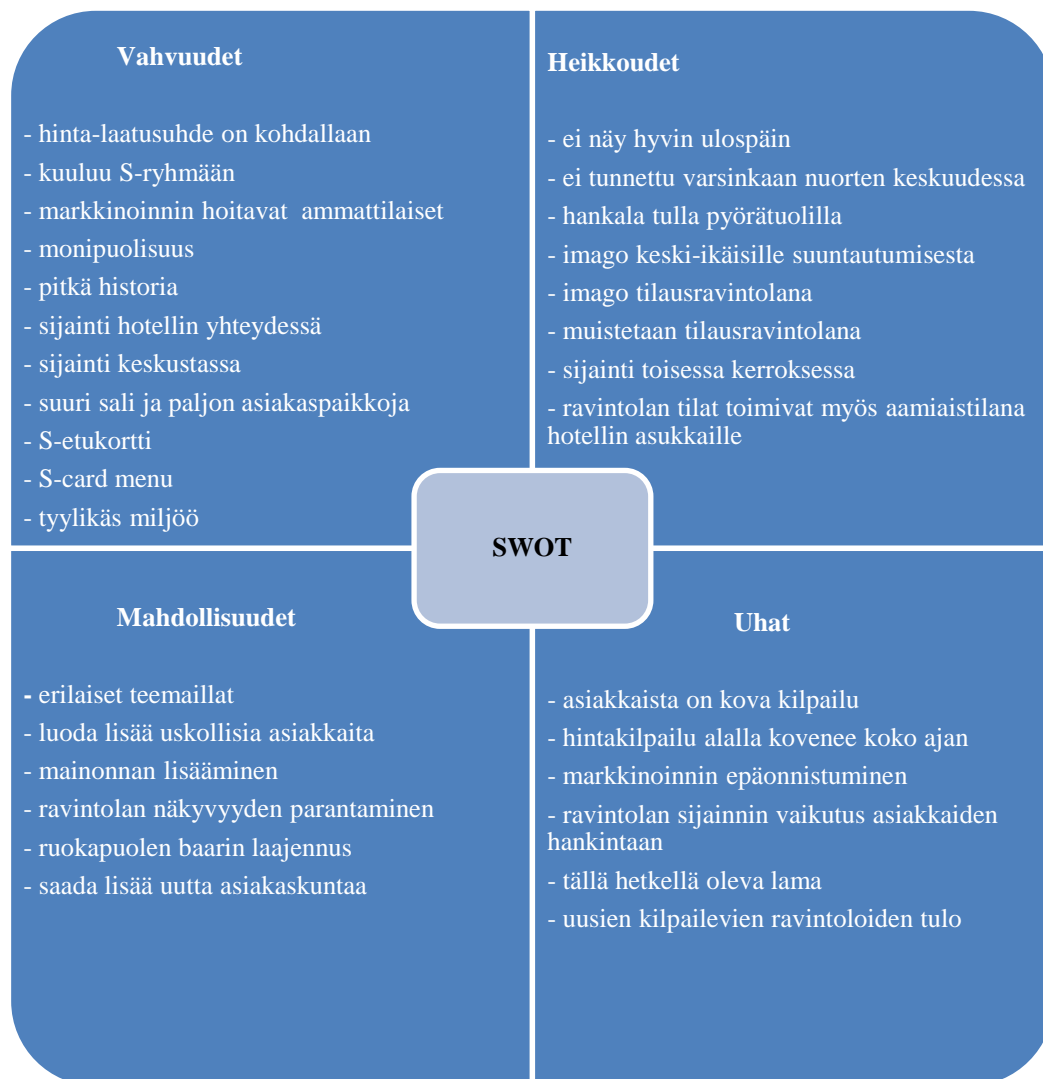 Vahvuudet
- hinta-laatusuhde on kohdallaan
- kuuluu S-ryhmään
- markkinoinnin hoitavat ammattilaiset
- monipuolisuus
- pitkä historia
- sijainti hotellin yhteydessä
- sijainti keskustassa
- suuri sali ja paljon asiakaspaikkoja
- S-etukortti
- S-card menu
- tyylikäs miljöö
Heikkoudet
- ei näy hyvin ulospäin
- ei tunnettu varsinkaan nuorten keskuudessa
- hankala tulla pyörätuolilla
- imago keski-ikäisille suuntautumisesta
- imago tilausravintolana
- muistetaan tilausravintolana
- sijainti toisessa kerroksessa
- ravintolan tilat toimivat myös aamiaistilana
hotellin asukkaille
SWOT
Mahdollisuudet
- erilaiset teemaillat
- luoda lisää uskollisia asiakkaita
- mainonnan lisääminen
- ravintolan näkyvyyden parantaminen
- ruokapuolen baarin laajennus
- saada lisää uutta asiakaskuntaa
Uhat
- asiakkaista on kova kilpailu
- hintakilpailu alalla kovenee koko ajan
- markkinoinnin epäonnistuminen
- ravintolan sijainnin vaikutus asiakkaiden
hankintaan
- tällä hetkellä oleva lama
- uusien kilpailevien ravintoloiden tulo